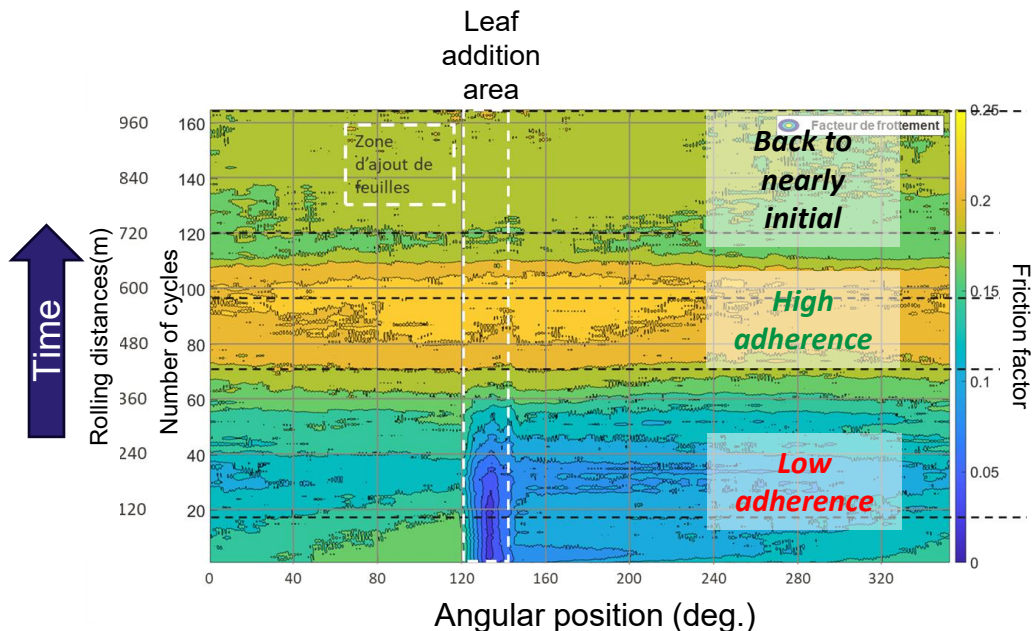 Leaf
addition
area
960
840
720
600
480
360
240
120
160
140
120
100
80
60
40
20
0.25
0.2
0.15
0.1
0.05
0
Facteur de frottement
Zone
d'ajout de
feuilles
Back to
nearly
initial
High
adherence
Low
adherence
Time
Rolling distances(m)
Number of cycles
Friction factor
0 40 80 120 160 200 240 280 320
Angular position (deg.)